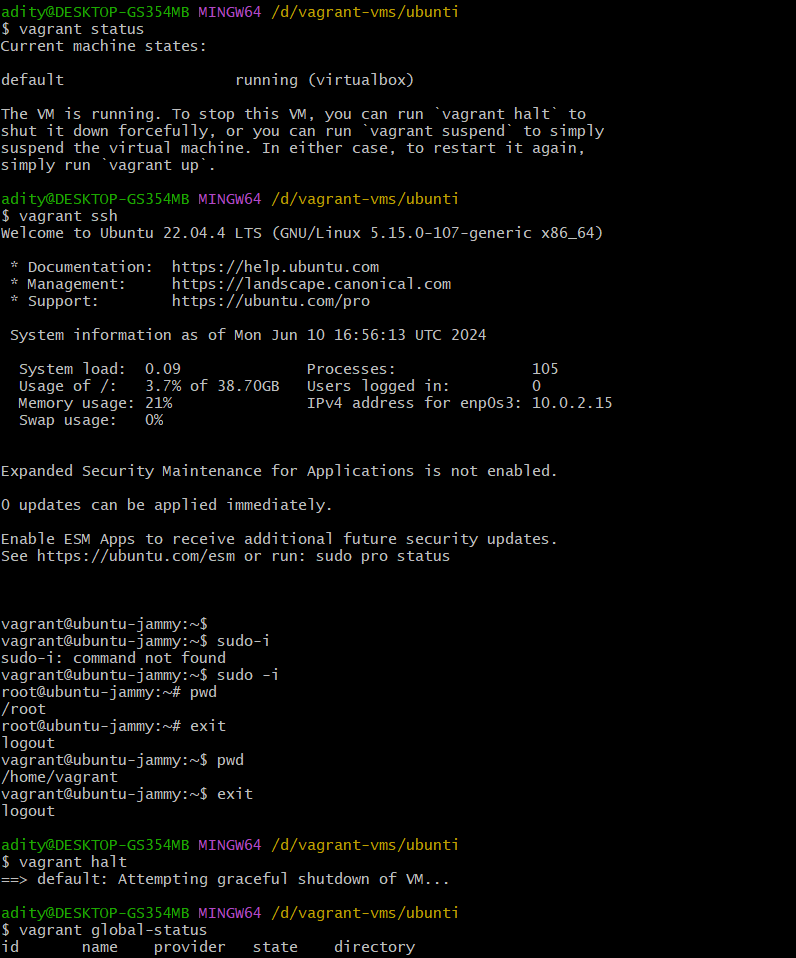 adity@DESKTOP-GS354MB MINGW64 /d/vagrant-vms/ubunti
$ vagrant status
Current machine states:
default                   running (virtualbox)
The VM is running. To stop this VM, you can run `vagrant halt` to
shut it down forcefully, or you can run `vagrant suspend` to simply
suspend the virtual machine. In either case, to restart it again,
simply run `vagrant up`.
adity@DESKTOP-GS354MB MINGW64 /d/vagrant-vms/ubunti
$ vagrant ssh
Welcome to Ubuntu 22.04.4 LTS (GNU/Linux 5.15.0-107-generic x86_64)
 * Documentation:  https://help.ubuntu.com
 * Management:     https://landscape.canonical.com
 * Support:        https://ubuntu.com/pro
 System information as of Mon Jun 10 16:56:13 UTC 2024
  System load:  0.09              Processes:               105
  Usage of /:   3.7% of 38.70GB   Users logged in:         0
  Memory usage: 21%               IPv4 address for enp0s3: 10.0.2.15
  Swap usage:   0%
Expanded Security Maintenance for Applications is not enabled.
0 updates can be applied immediately.
Enable ESM Apps to receive additional future security updates.
See https://ubuntu.com/esm or run: sudo pro status
vagrant@ubuntu-jammy:~$
vagrant@ubuntu-jammy:~$ sudo-i
sudo-i: command not found
vagrant@ubuntu-jammy:~$ sudo -i
root@ubuntu-jammy:~# pwd
/root
root@ubuntu-jammy:~# exit
logout
vagrant@ubuntu-jammy:~$ pwd
/home/vagrant
vagrant@ubuntu-jammy:~$ exit
logout
adity@DESKTOP-GS354MB MINGW64 /d/vagrant-vms/ubunti
$ vagrant halt
==> default: Attempting graceful shutdown of VM...
adity@DESKTOP-GS354MB MINGW64 /d/vagrant-vms/ubunti
$ vagrant global-status
id       name    provider   state    directory